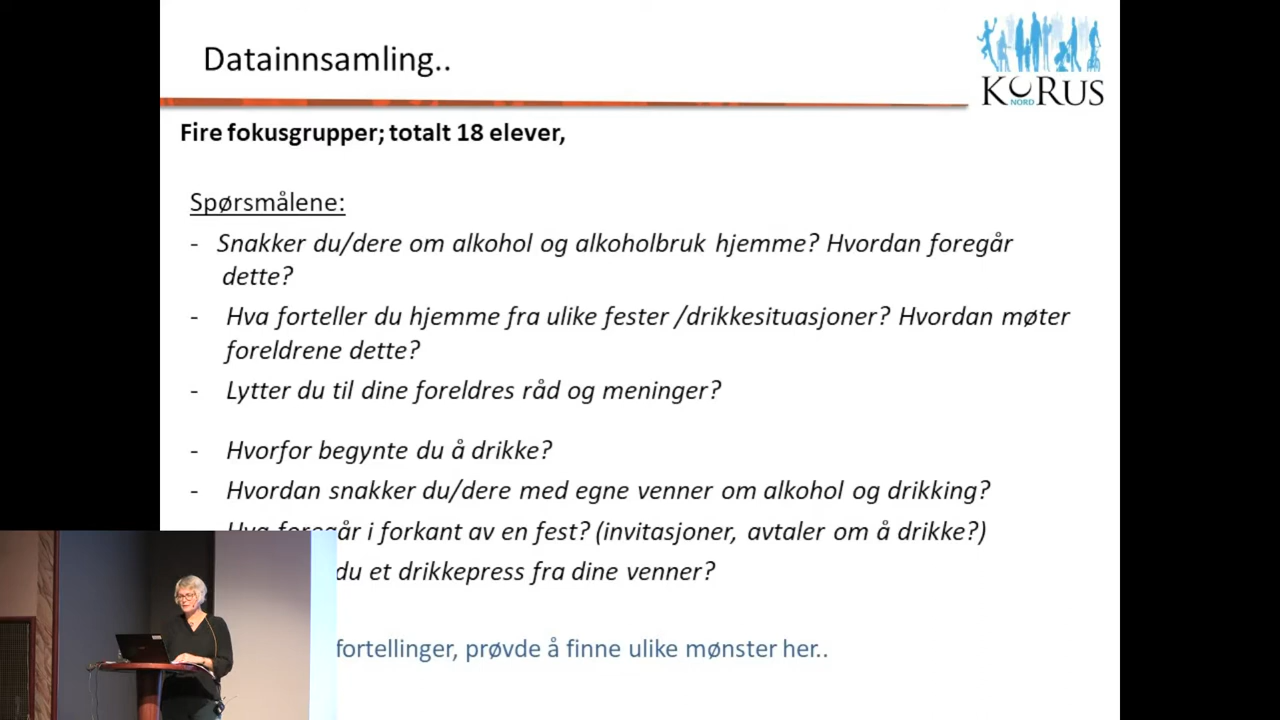 Datainnsamling..
KoRUS
NORD
Fire fokusgrupper; totalt 18 elever,
Spørsmålene:
- Snakker du/dere om alkohol og alkoholbruk hjemme? Hvordan foregår
dette?
- Hva forteller du hjemme fra ulike fester /drikkesituasjoner? Hvordan møter
foreldrene dette?
- Lytter du til dine foreldres råd og meninger?
- Hvorfor begynte du å drikke?
- Hvordan snakker du/dere med egne venner om alkohol og drikking?
Hva foregår i forkant av en fest? (invitasjoner, avtaler om å drikke?)
du et drikkepress fra dine venner?
fortellinger, prøvde å finne ulike mønster her..